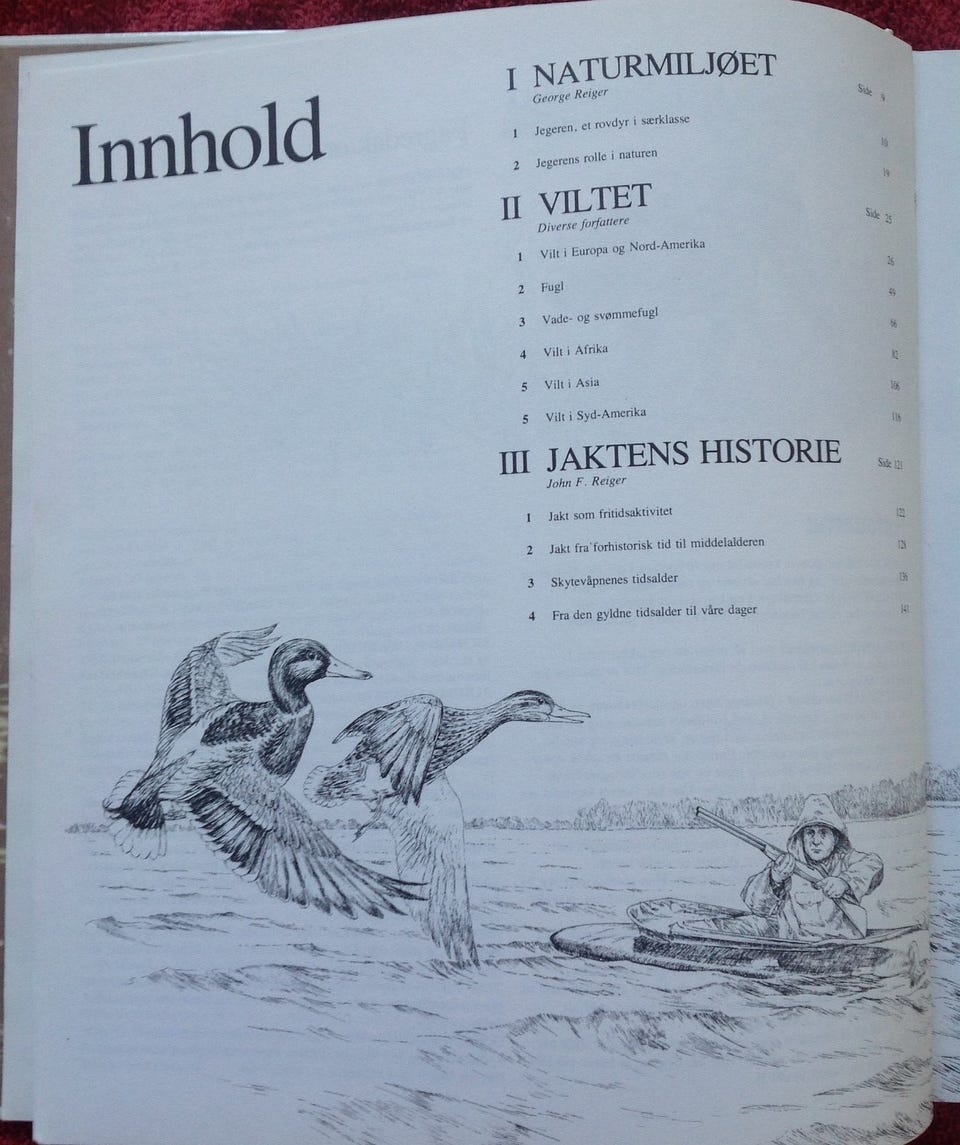 Innhold
I NATURMILJØET Side 9
George Reiger
1 Jegeren, et rovdyr i særklasse 10
2 Jegerens rolle i naturen 19
II VILTET Side 25
Diverse forfattere
1 Vilt i Europa og Nord-Amerika 26
2 Fugl 49
3 Vade- og svømmefugl 66
4 Vilt i Afrika 82
5 Vilt i Asia 106
5 Vilt i Syd-Amerika 116
III JAKTENS HISTORIE Side 121
John F. Reiger
1 Jakt som fritidsaktivitet 122
2 Jakt fra forhistorisk tid til middelalderen 128
3 Skytevåpnenes tidsalder 136
4 Fra den gyldne tidsalder til våre dager 141